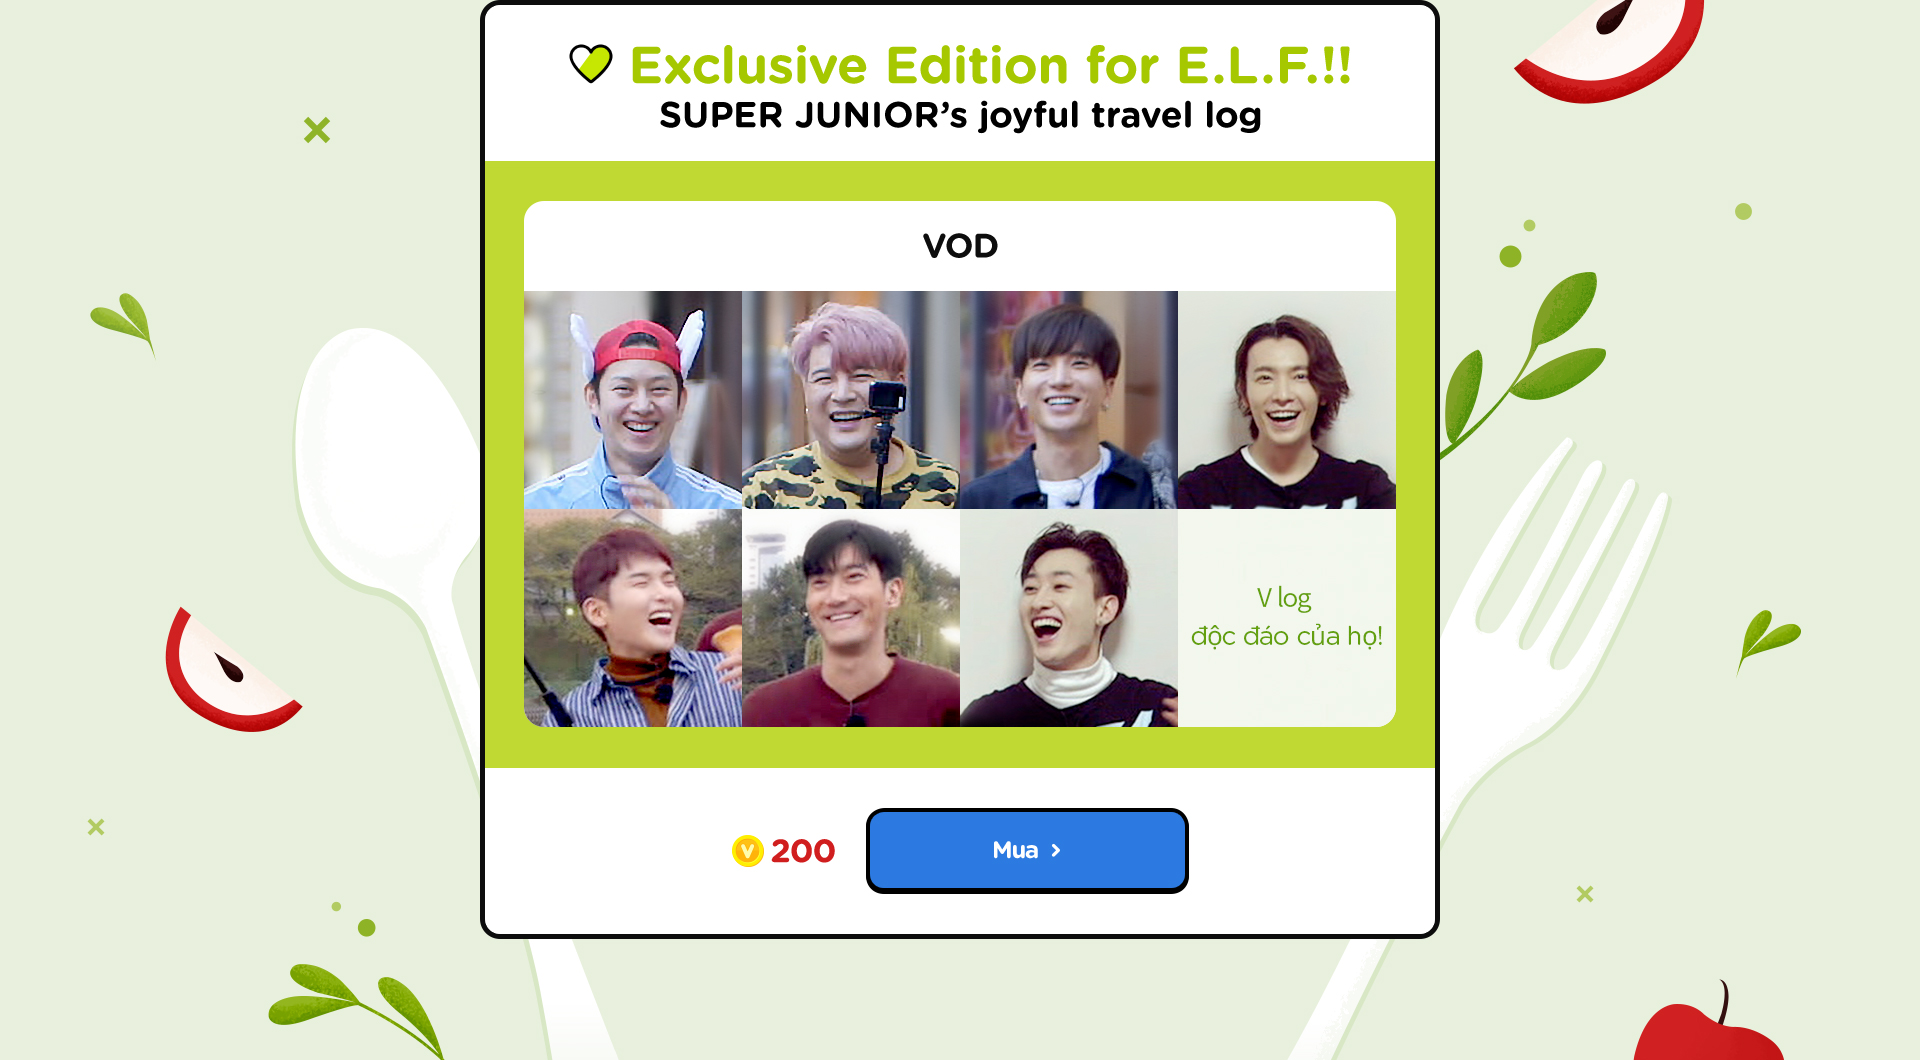 Exclusive Edition for E.L.F.!!
SUPER JUNIOR’s joyful travel log
VOD
V log
độc đáo của họ!
V 200
Mua >